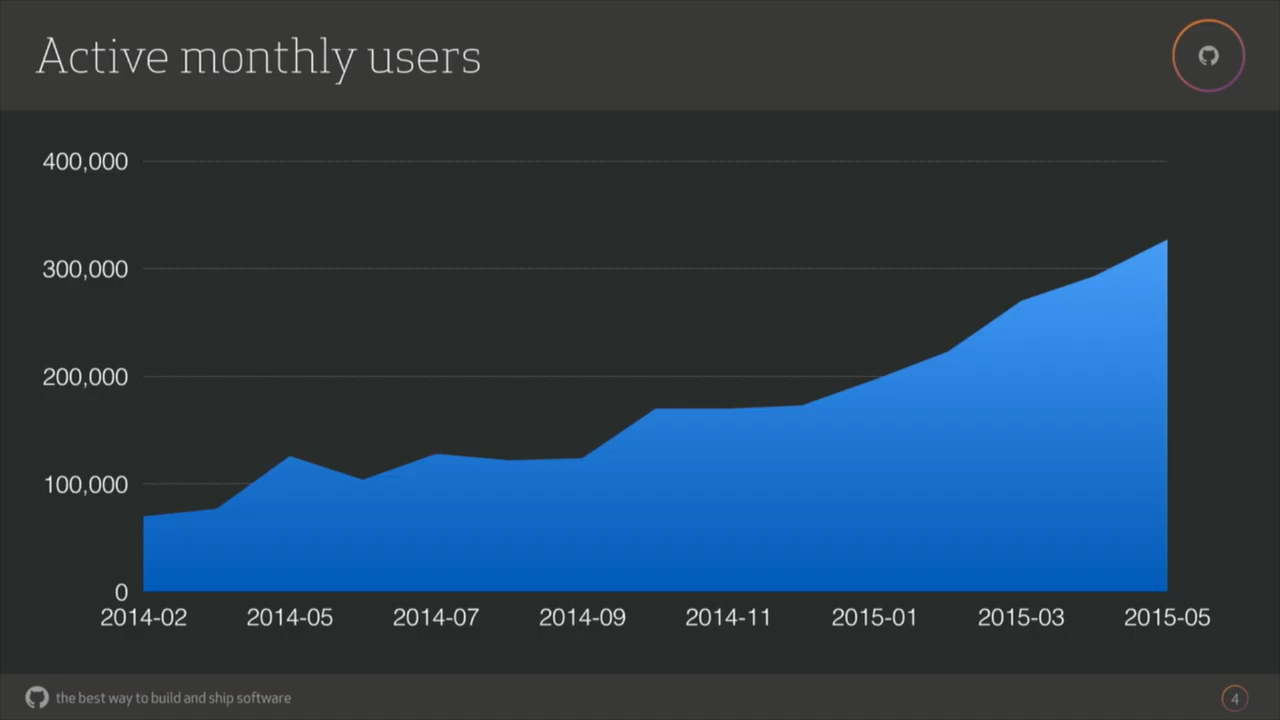 Active monthly users
400,000
300,000
200,000
100,000
0
2014-02 2014-05 2014-07 2014-09 2014-11 2015-01 2015-03 2015-05
the best way to build and ship software
4